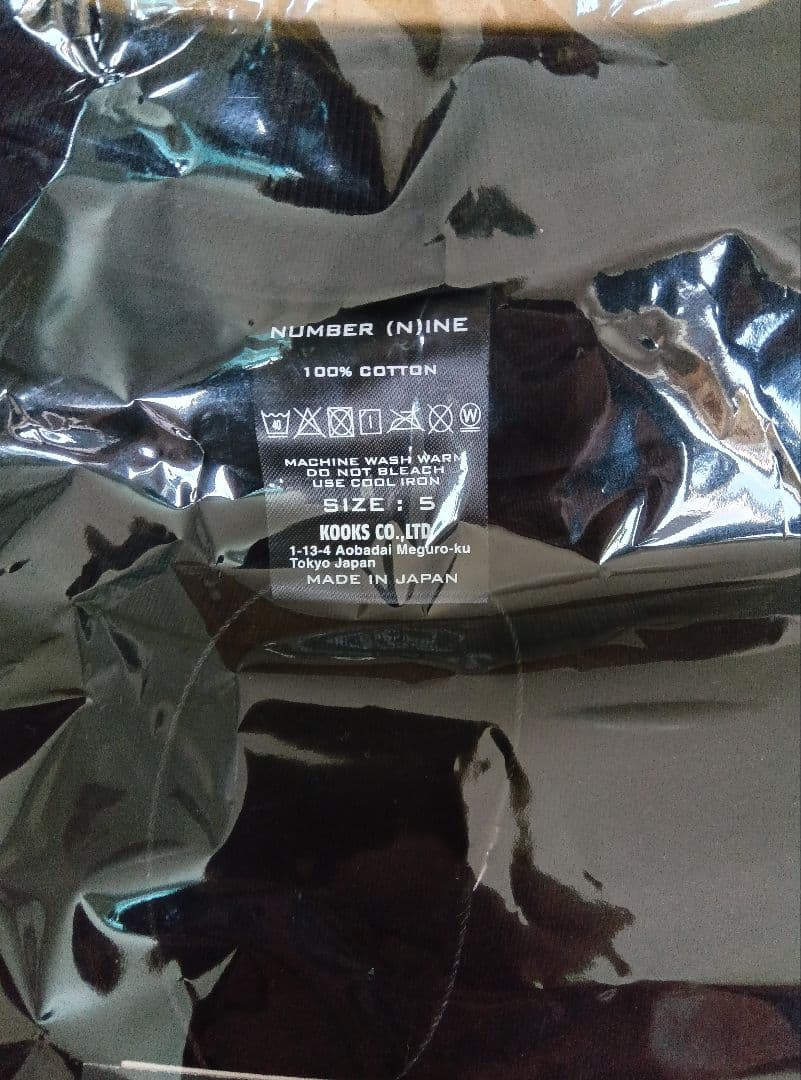 NUMBER (N)INE
100% COTTON
40
W
MACHINE WASH WARM
DO NOT BLEACH
USE COOL IRON
SIZE : 5
KOOKS CO.,LTD.
1-13-4 Aobadai Meguro-ku
Tokyo Japan
MADE IN JAPAN